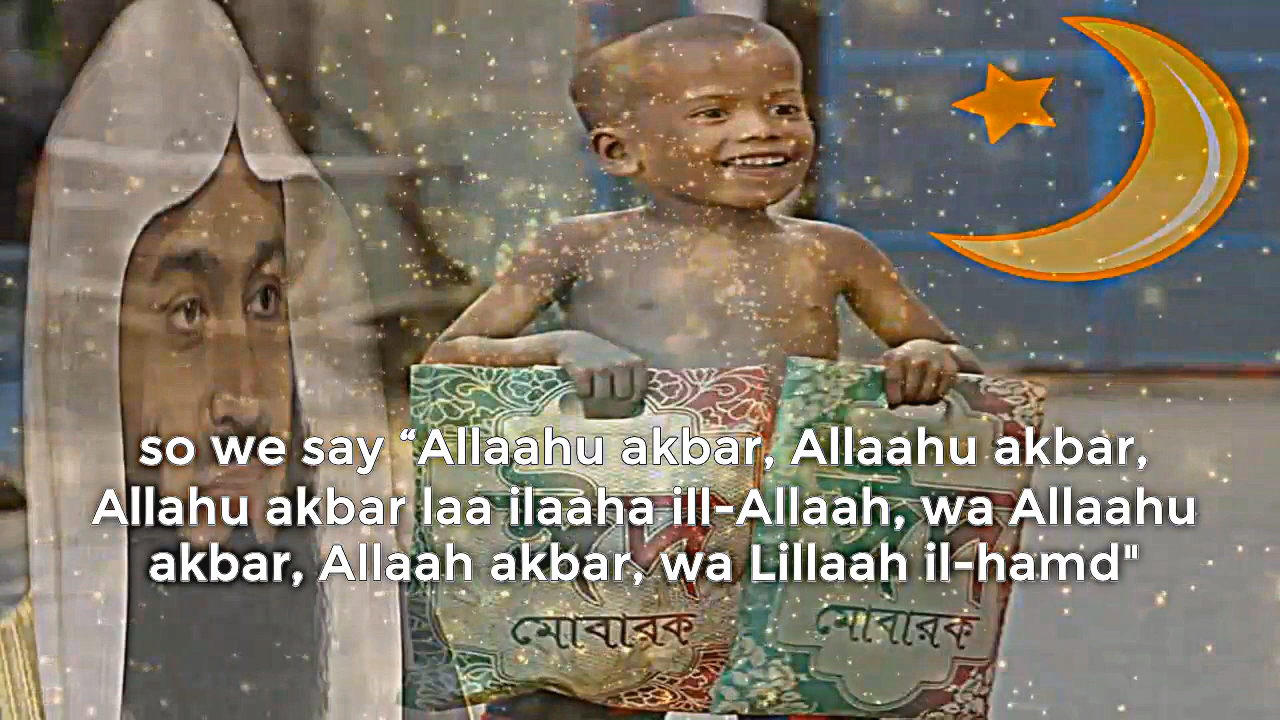 so we say “Allaahu akbar, Allaahu akbar,
Allahu akbar laa ilaaha ill-Allaah, wa Allaahu
akbar, Allaah akbar, wa Lillaah il-hamd"
মোবারক
মোবারক